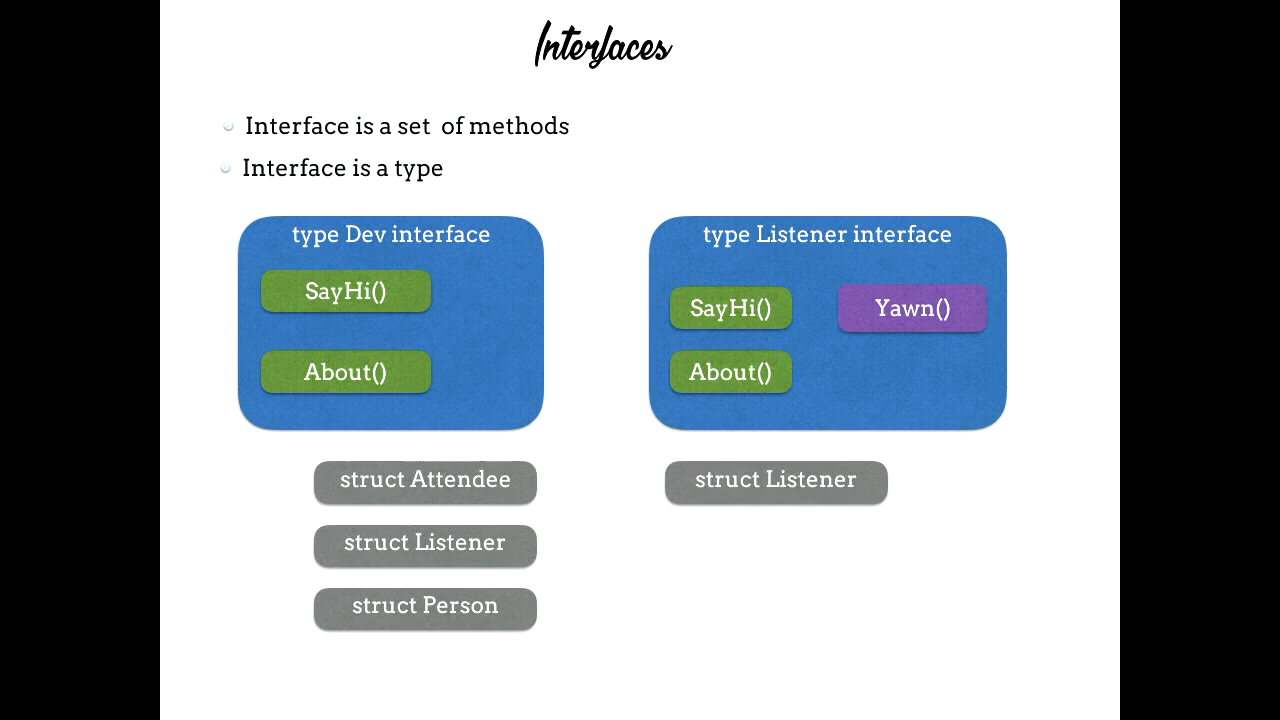 Interfaces
Interface is a set of methods
Interface is a type
type Dev interface
SayHi()
About()
type Listener interface
SayHi()
Yawn()
About()
struct Attendee
struct Listener
struct Person
struct Listener